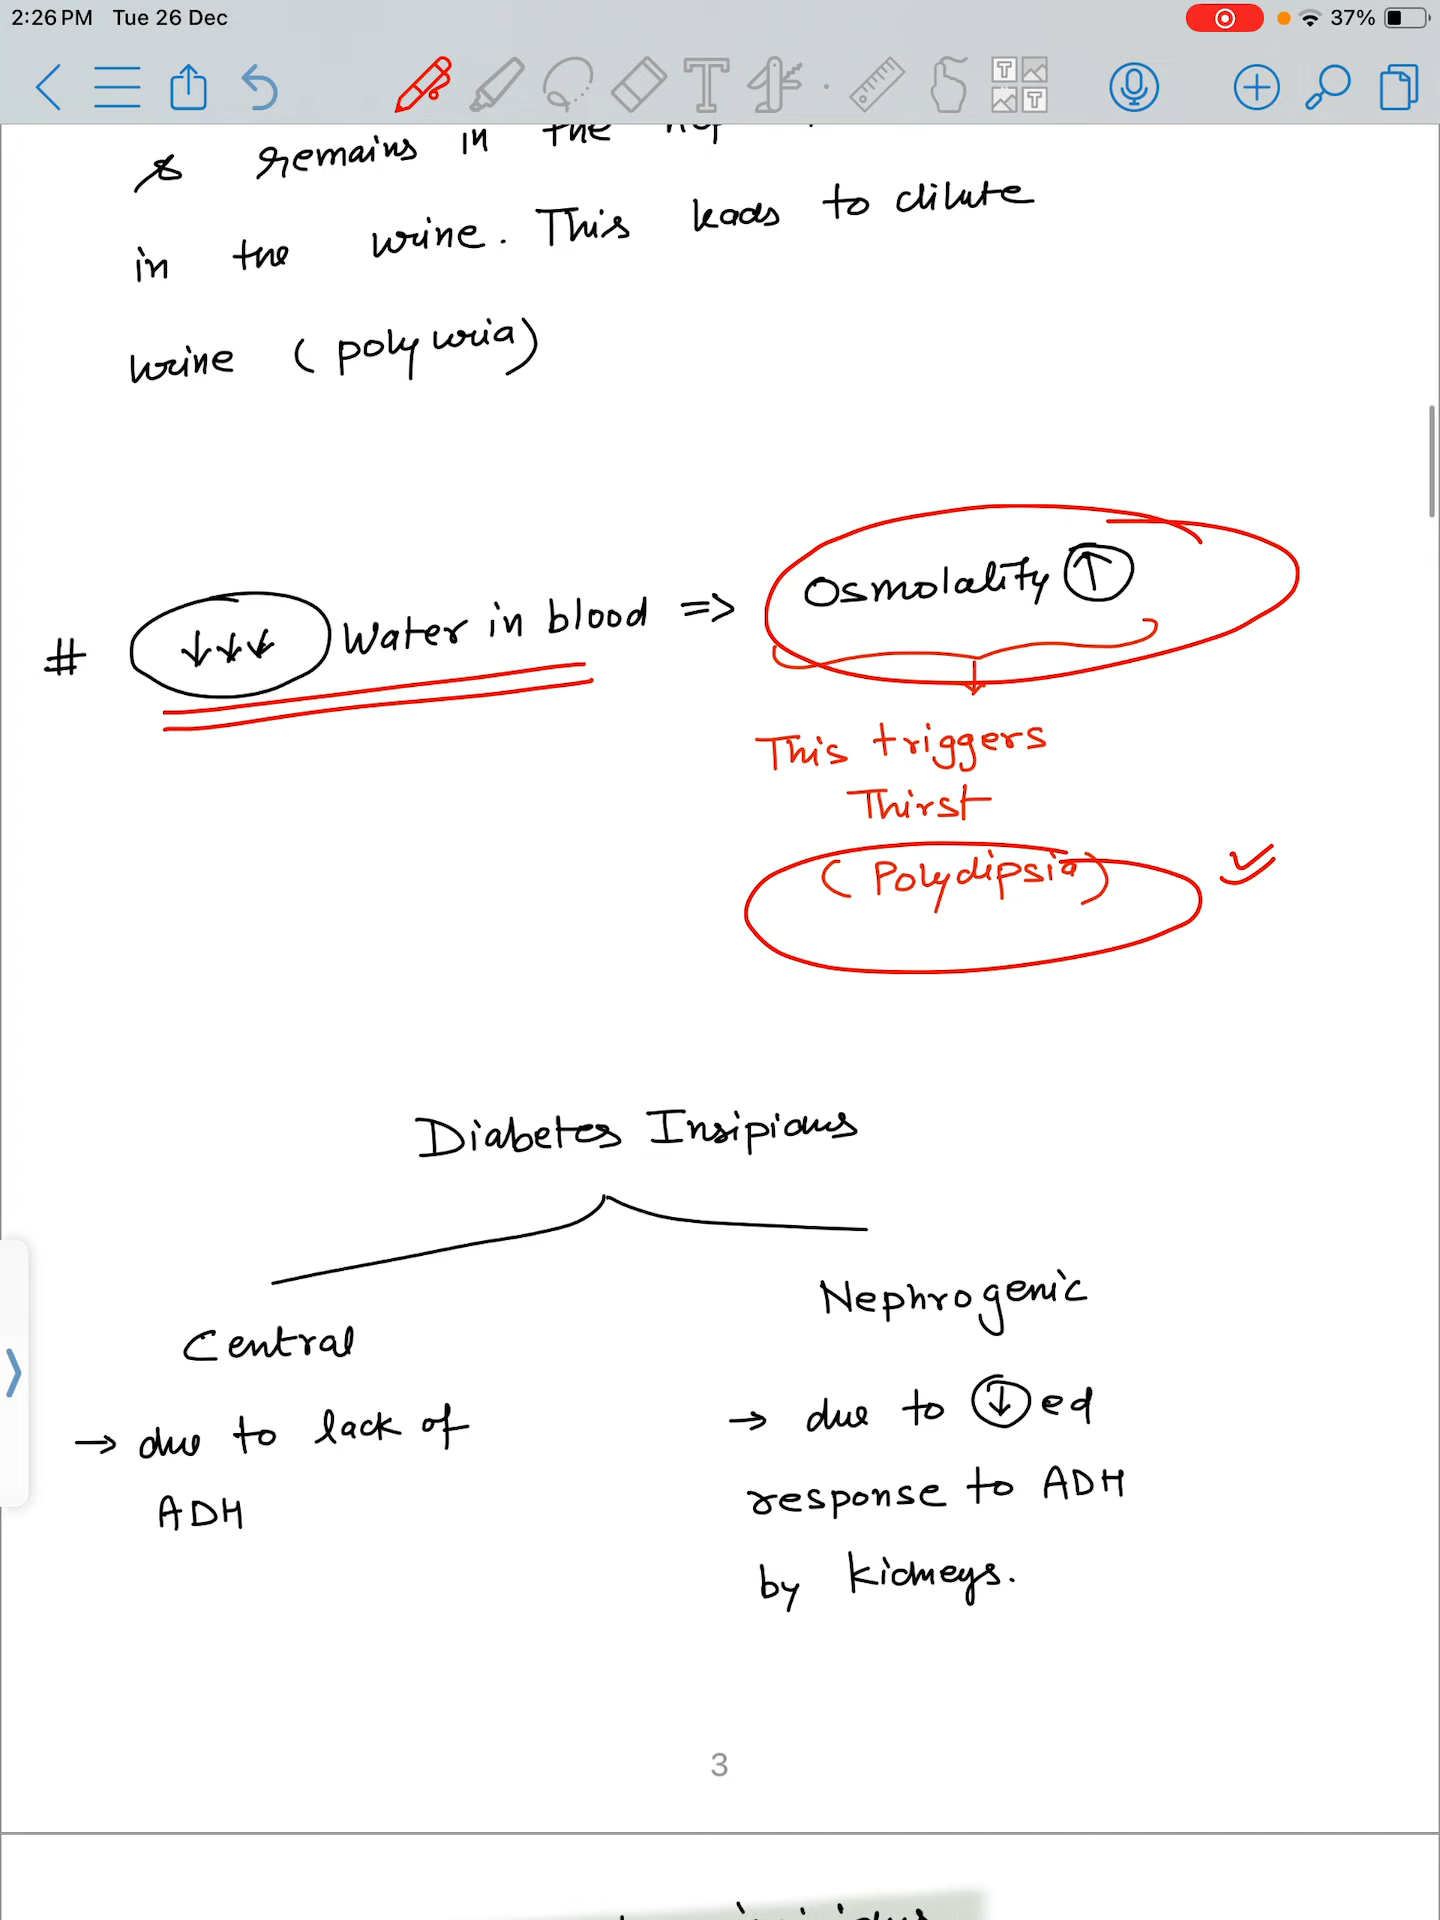 2:26 PM Tue 26 Dec 37%
& remains in the
in the urine. This leads to dilute
urine (polyuria)
# ↓↓↓ Water in blood => Osmolality ↑
This triggers
Thirst
(Polydipsia)
Diabetes Insipidus
Central
Nephrogenic
→ due to lack of
ADH
→ due to ↓ed
response to ADH
by kidneys.
3